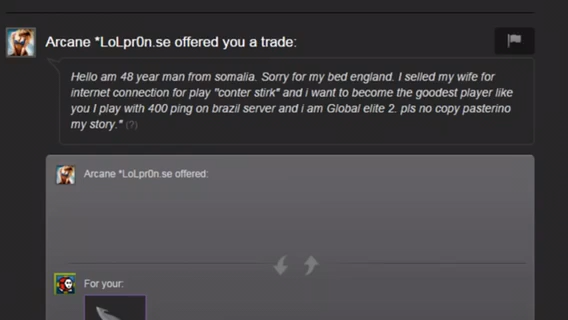 Arcane *LoLpr0n.se offered you a trade:
Hello am 48 year man from somalia. Sorry for my bed england. I selled my wife for
internet connection for play "conter stirk" and i want to become the goodest player like
you I play with 400 ping on brazil server and i am Global elite 2. pls no copy pasterino
my story." (?)
Arcane *LoLpr0n.se offered:
For your: